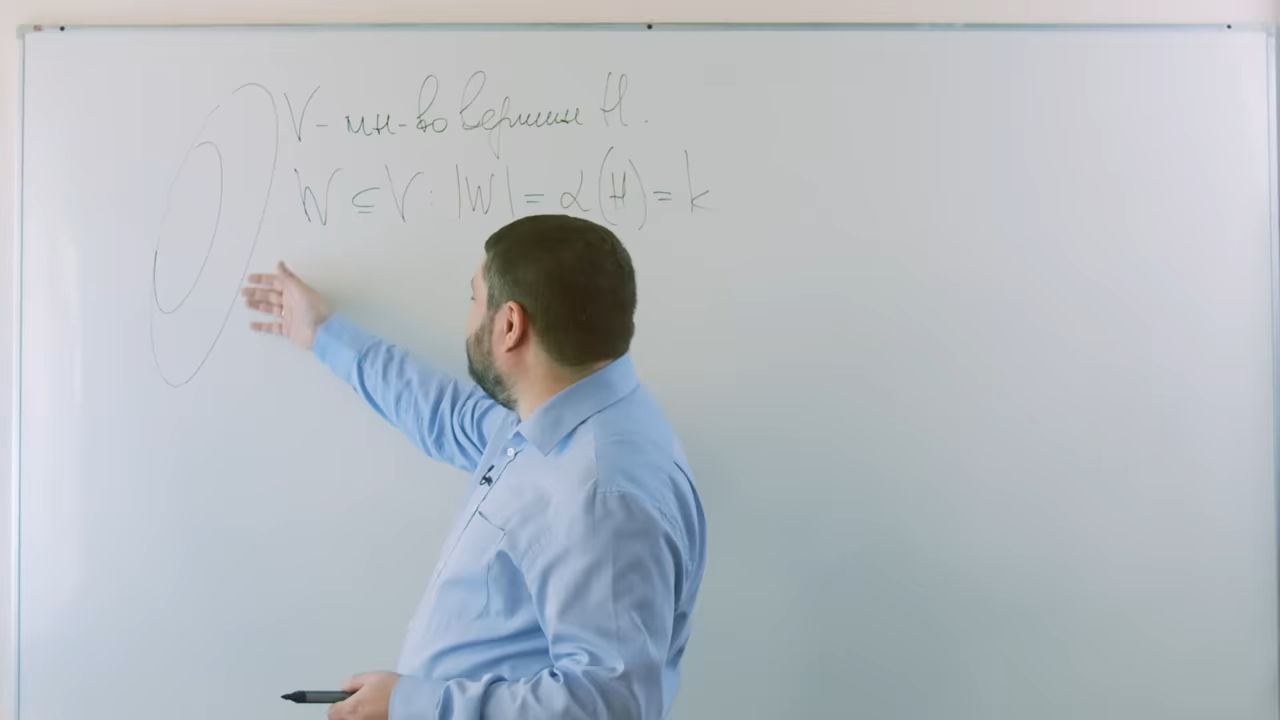 V - мн-во вершин H.
W ⊆ V : |W| = α(H) = k